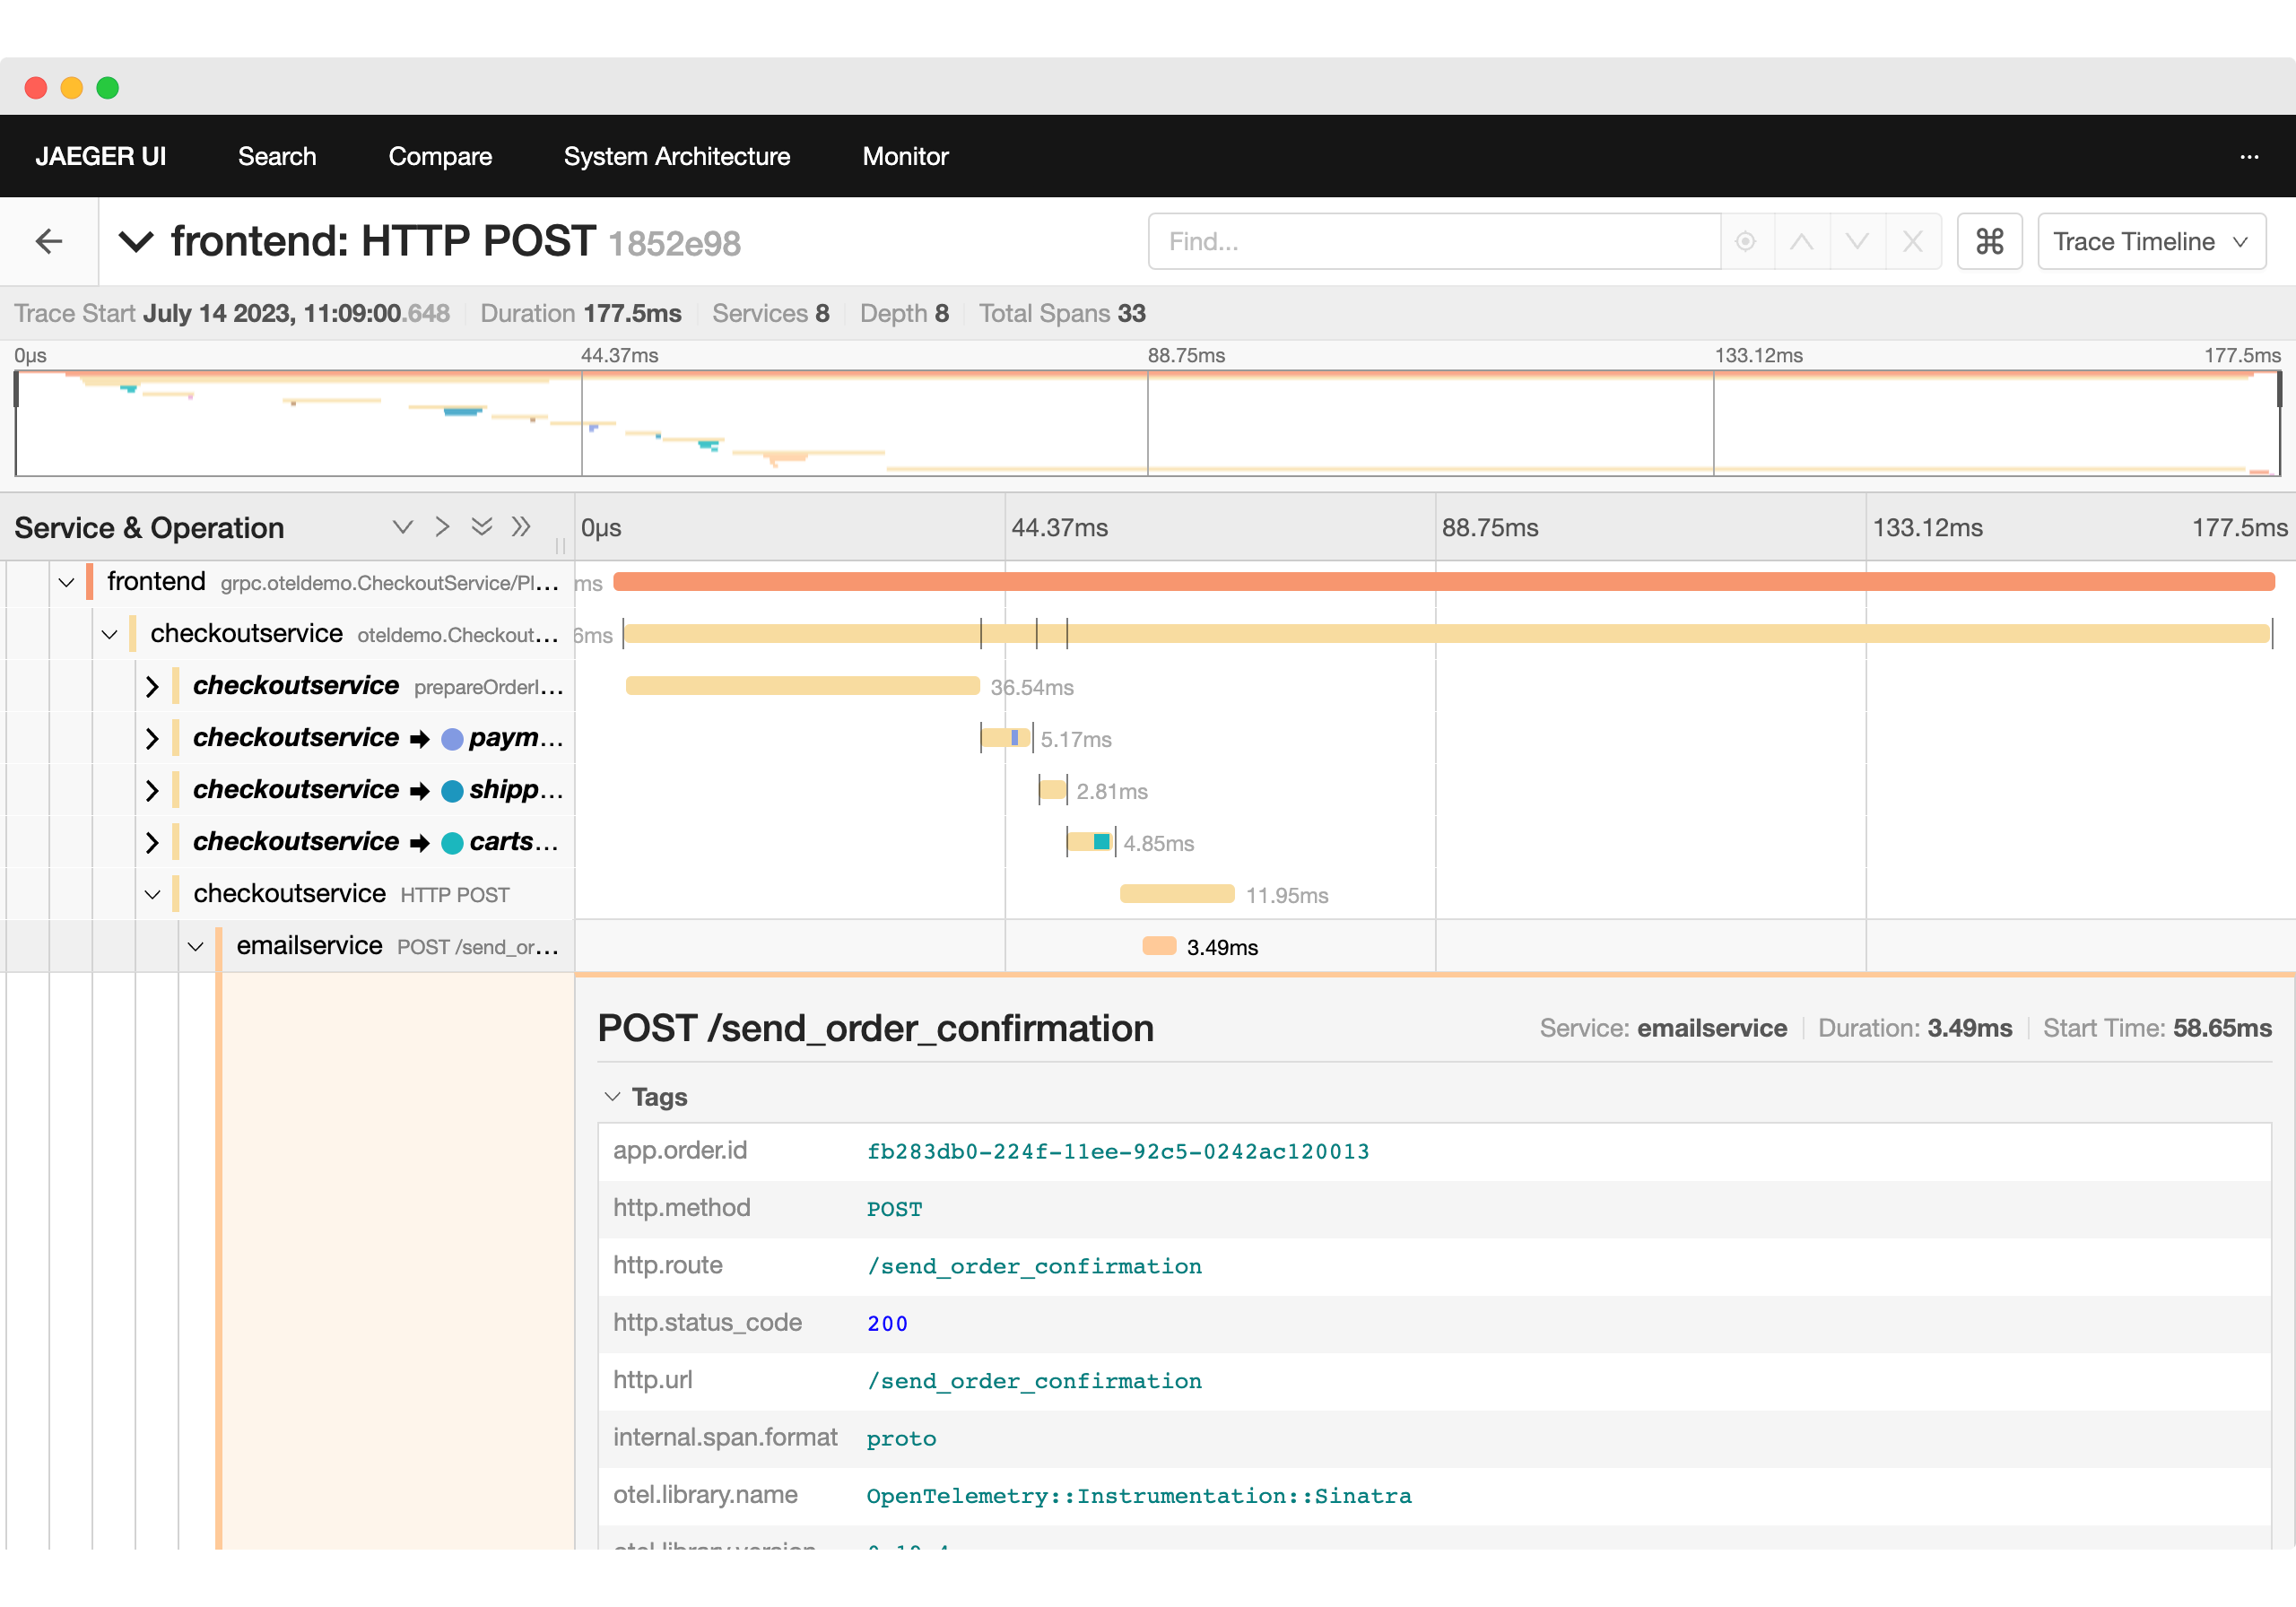 JAEGER UI Search Compare System Architecture Monitor ...
frontend: HTTP POST 1852e98 Find... ⌘ Trace Timeline
Trace Start July 14 2023, 11:09:00.648 Duration 177.5ms Services 8 Depth 8 Total Spans 33
0μs 44.37ms 88.75ms 133.12ms 177.5ms
Service & Operation 0μs 44.37ms 88.75ms 133.12ms 177.5ms
frontend grpc.oteldemo.CheckoutService/Pl... ms
checkoutservice oteldemo.Checkout... 6ms
checkoutservice prepareOrderI... 36.54ms
checkoutservice → paym... 5.17ms
checkoutservice → shipp... 2.81ms
checkoutservice → carts... 4.85ms
checkoutservice HTTP POST 11.95ms
emailservice POST /send_or... 3.49ms
POST /send_order_confirmation Service: emailservice Duration: 3.49ms Start Time: 58.65ms
Tags
app.order.id fb283db0-224f-11ee-92c5-0242ac120013
http.method POST
http.route /send_order_confirmation
http.status_code 200
http.url /send_order_confirmation
internal.span.format proto
otel.library.name OpenTelemetry::Instrumentation::Sinatra
otel.library.version